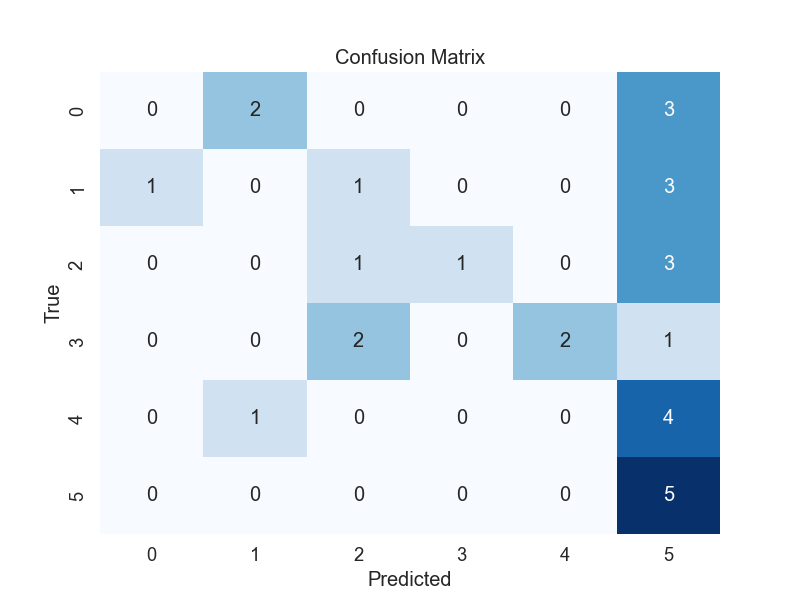 Confusion Matrix
0 0 2 0 0 0 3
1 1 0 1 0 0 3
2 0 0 1 1 0 3
True
3 0 0 2 0 2 1
4 0 1 0 0 0 4
5 0 0 0 0 0 5
0 1 2 3 4 5
Predicted